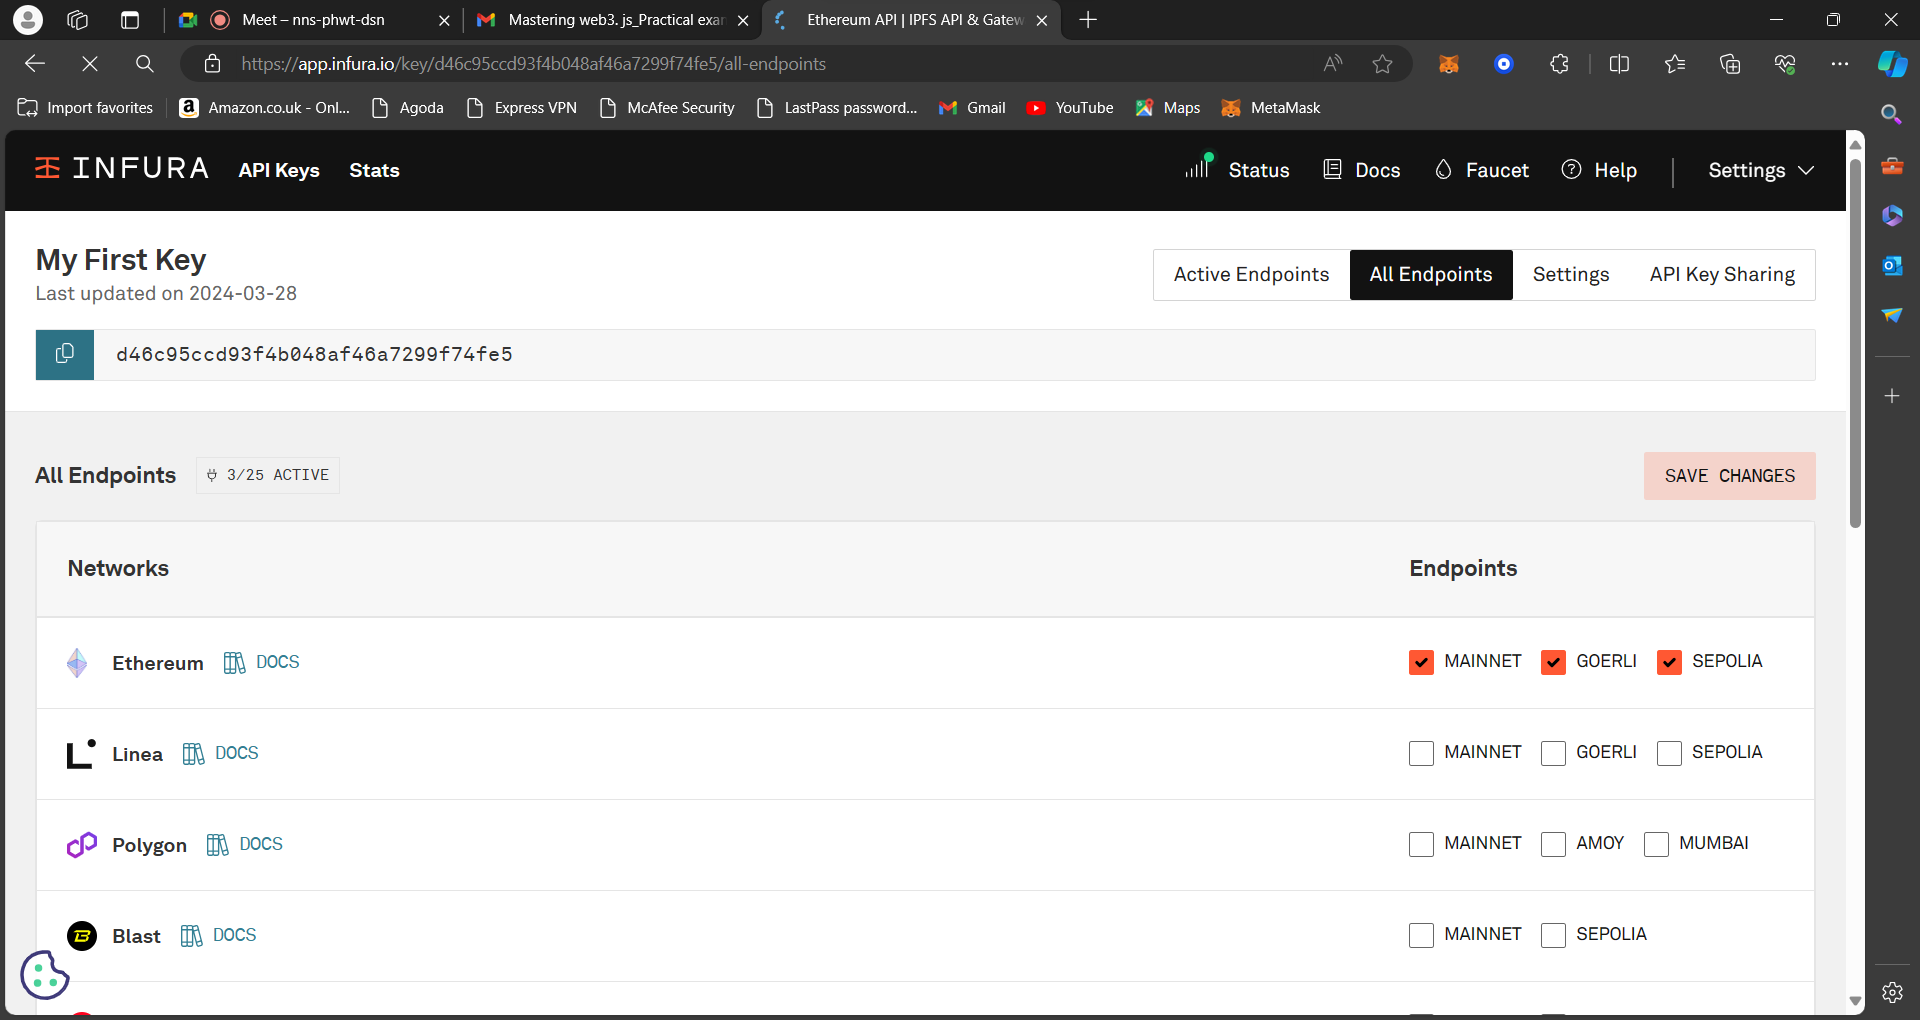 Meet – nns-phwt-dsn
Mastering web3. js_Practical exar
Ethereum API | IPFS API & Gatew
https://app.infura.io/key/d46c95ccd93f4b048af46a7299f74fe5/all-endpoints
Import favorites
Amazon.co.uk - Onl...
Agoda
Express VPN
McAfee Security
LastPass password...
Gmail
YouTube
Maps
MetaMask
INFURA
API Keys
Stats
Status
Docs
Faucet
Help
Settings
My First Key
Last updated on 2024-03-28
Active Endpoints
All Endpoints
Settings
API Key Sharing
d46c95ccd93f4b048af46a7299f74fe5
All Endpoints
3/25 ACTIVE
SAVE CHANGES
Networks
Endpoints
Ethereum DOCS
MAINNET GOERLI SEPOLIA
Linea DOCS
MAINNET GOERLI SEPOLIA
Polygon DOCS
MAINNET AMOY MUMBAI
Blast DOCS
MAINNET SEPOLIA